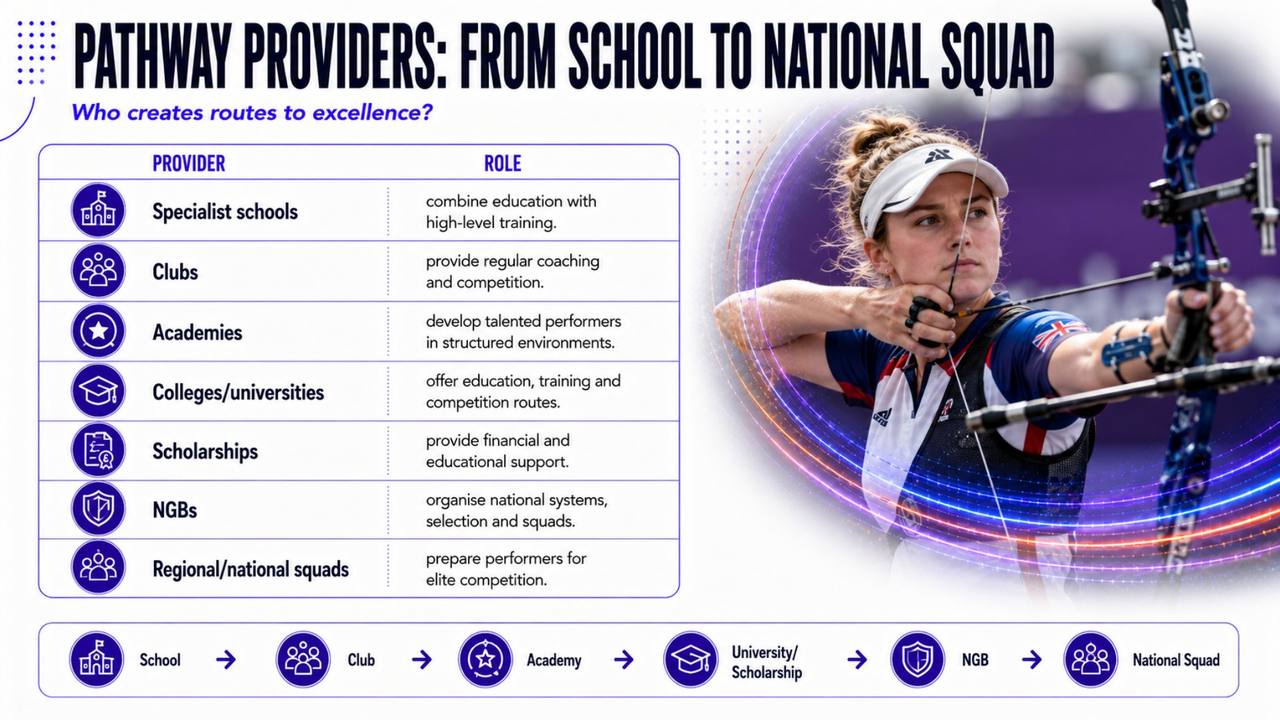 PATHWAY PROVIDERS: FROM SCHOOL TO NATIONAL SQUAD
Who creates routes to excellence?
PROVIDER
ROLE
Specialist schools
combine education with
high-level training.
Clubs
provide regular coaching
and competition.
Academies
develop talented performers
in structured environments.
Colleges/universities
offer education, training and
competition routes.
Scholarships
provide financial and
educational support.
NGBs
organise national systems,
selection and squads.
Regional/national squads
prepare performers for
elite competition.
School
Club
Academy
University/
Scholarship
NGB
National Squad